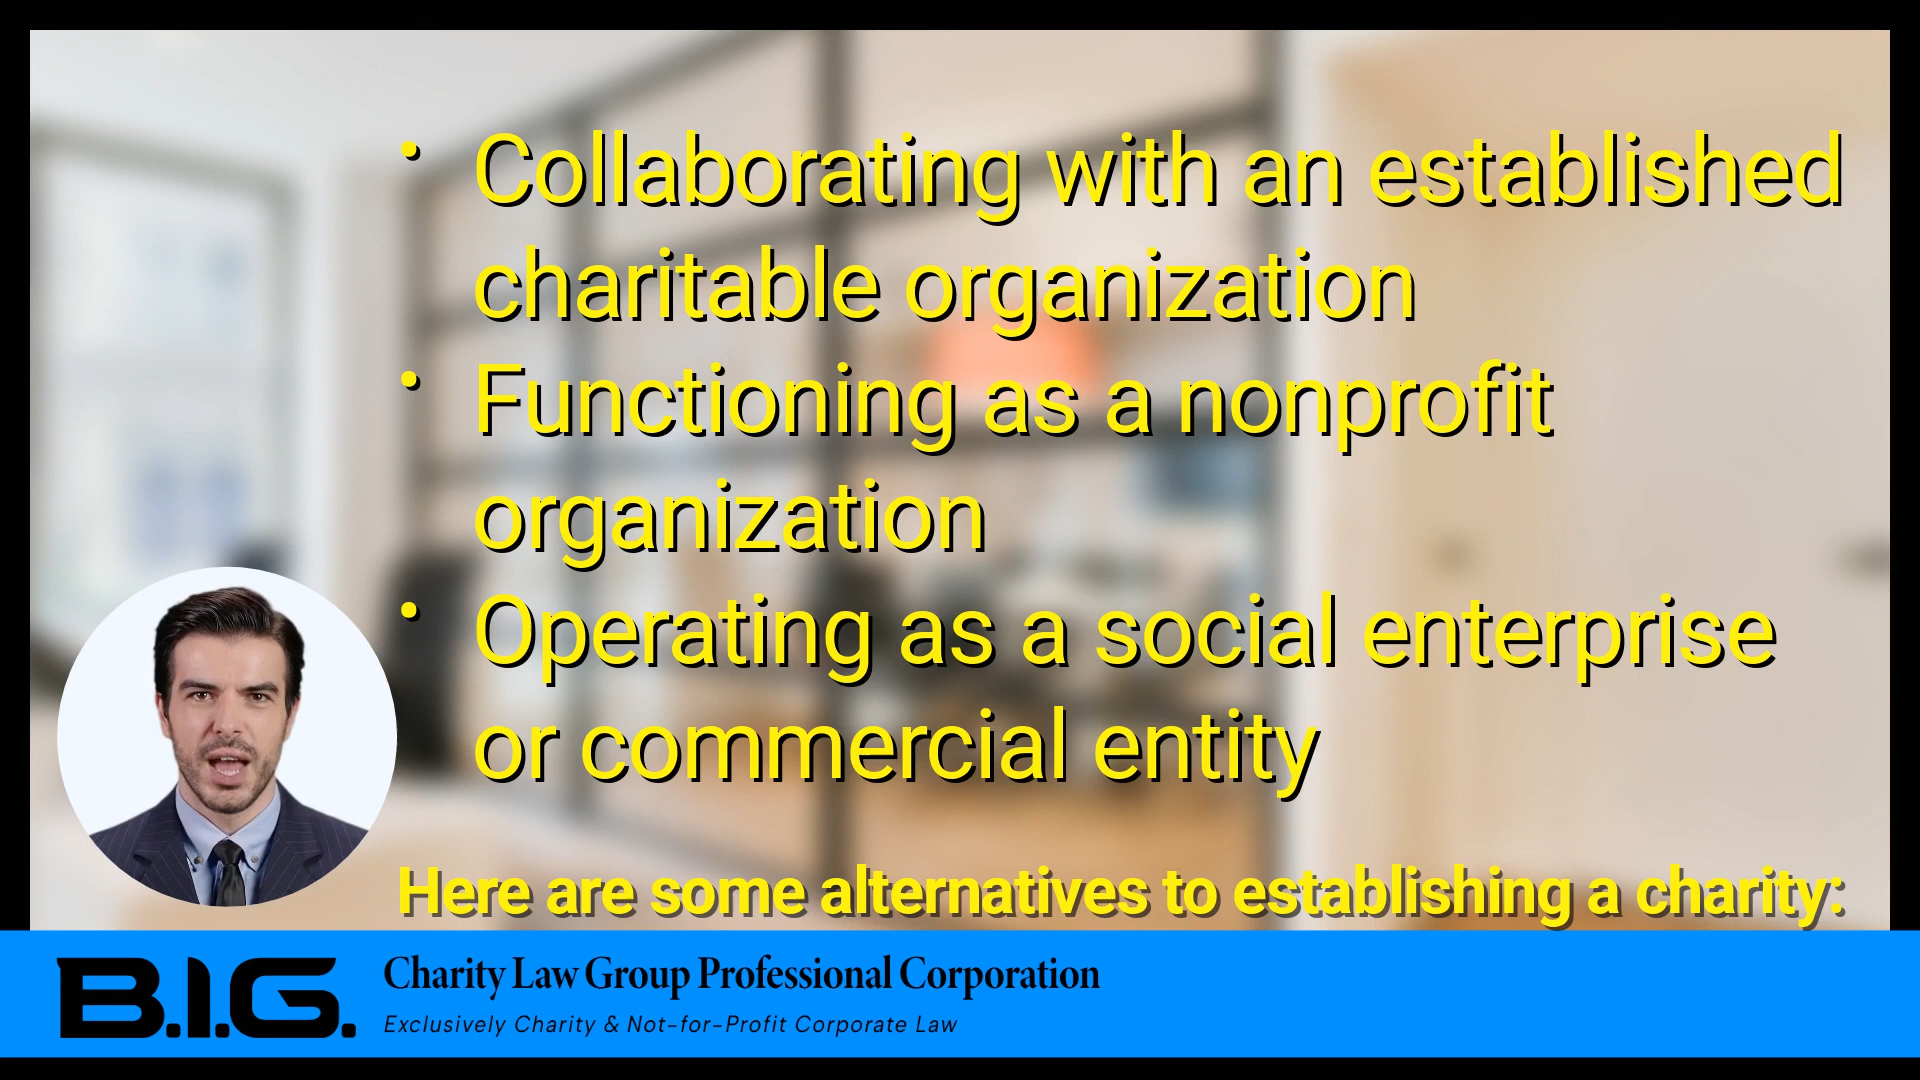 • Collaborating with an established
charitable organization
• Functioning as a nonprofit
organization
• Operating as a social enterprise
or commercial entity
Here are some alternatives to establishing a charity:
B.I.G.
Charity Law Group Professional Corporation
Exclusively Charity & Not-for-Profit Corporate Law